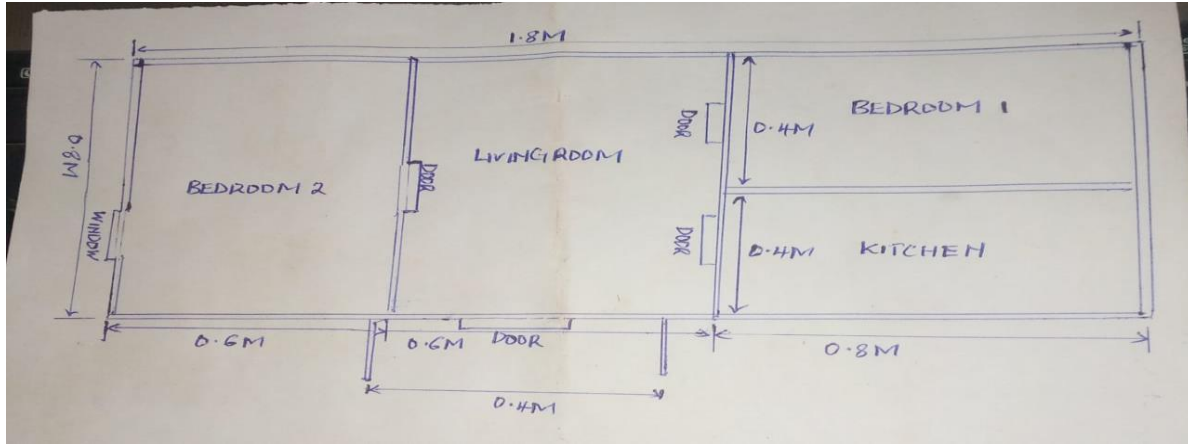 1.8M
BEDROOM 1
DOOR
0.4M
LIVINGROOM
0.8M
BEDROOM 2
DOOR
WINDOW
DOOR
0.4M
KITCHEN
0.6M
0.6M
DOOR
0.8M
0.4M